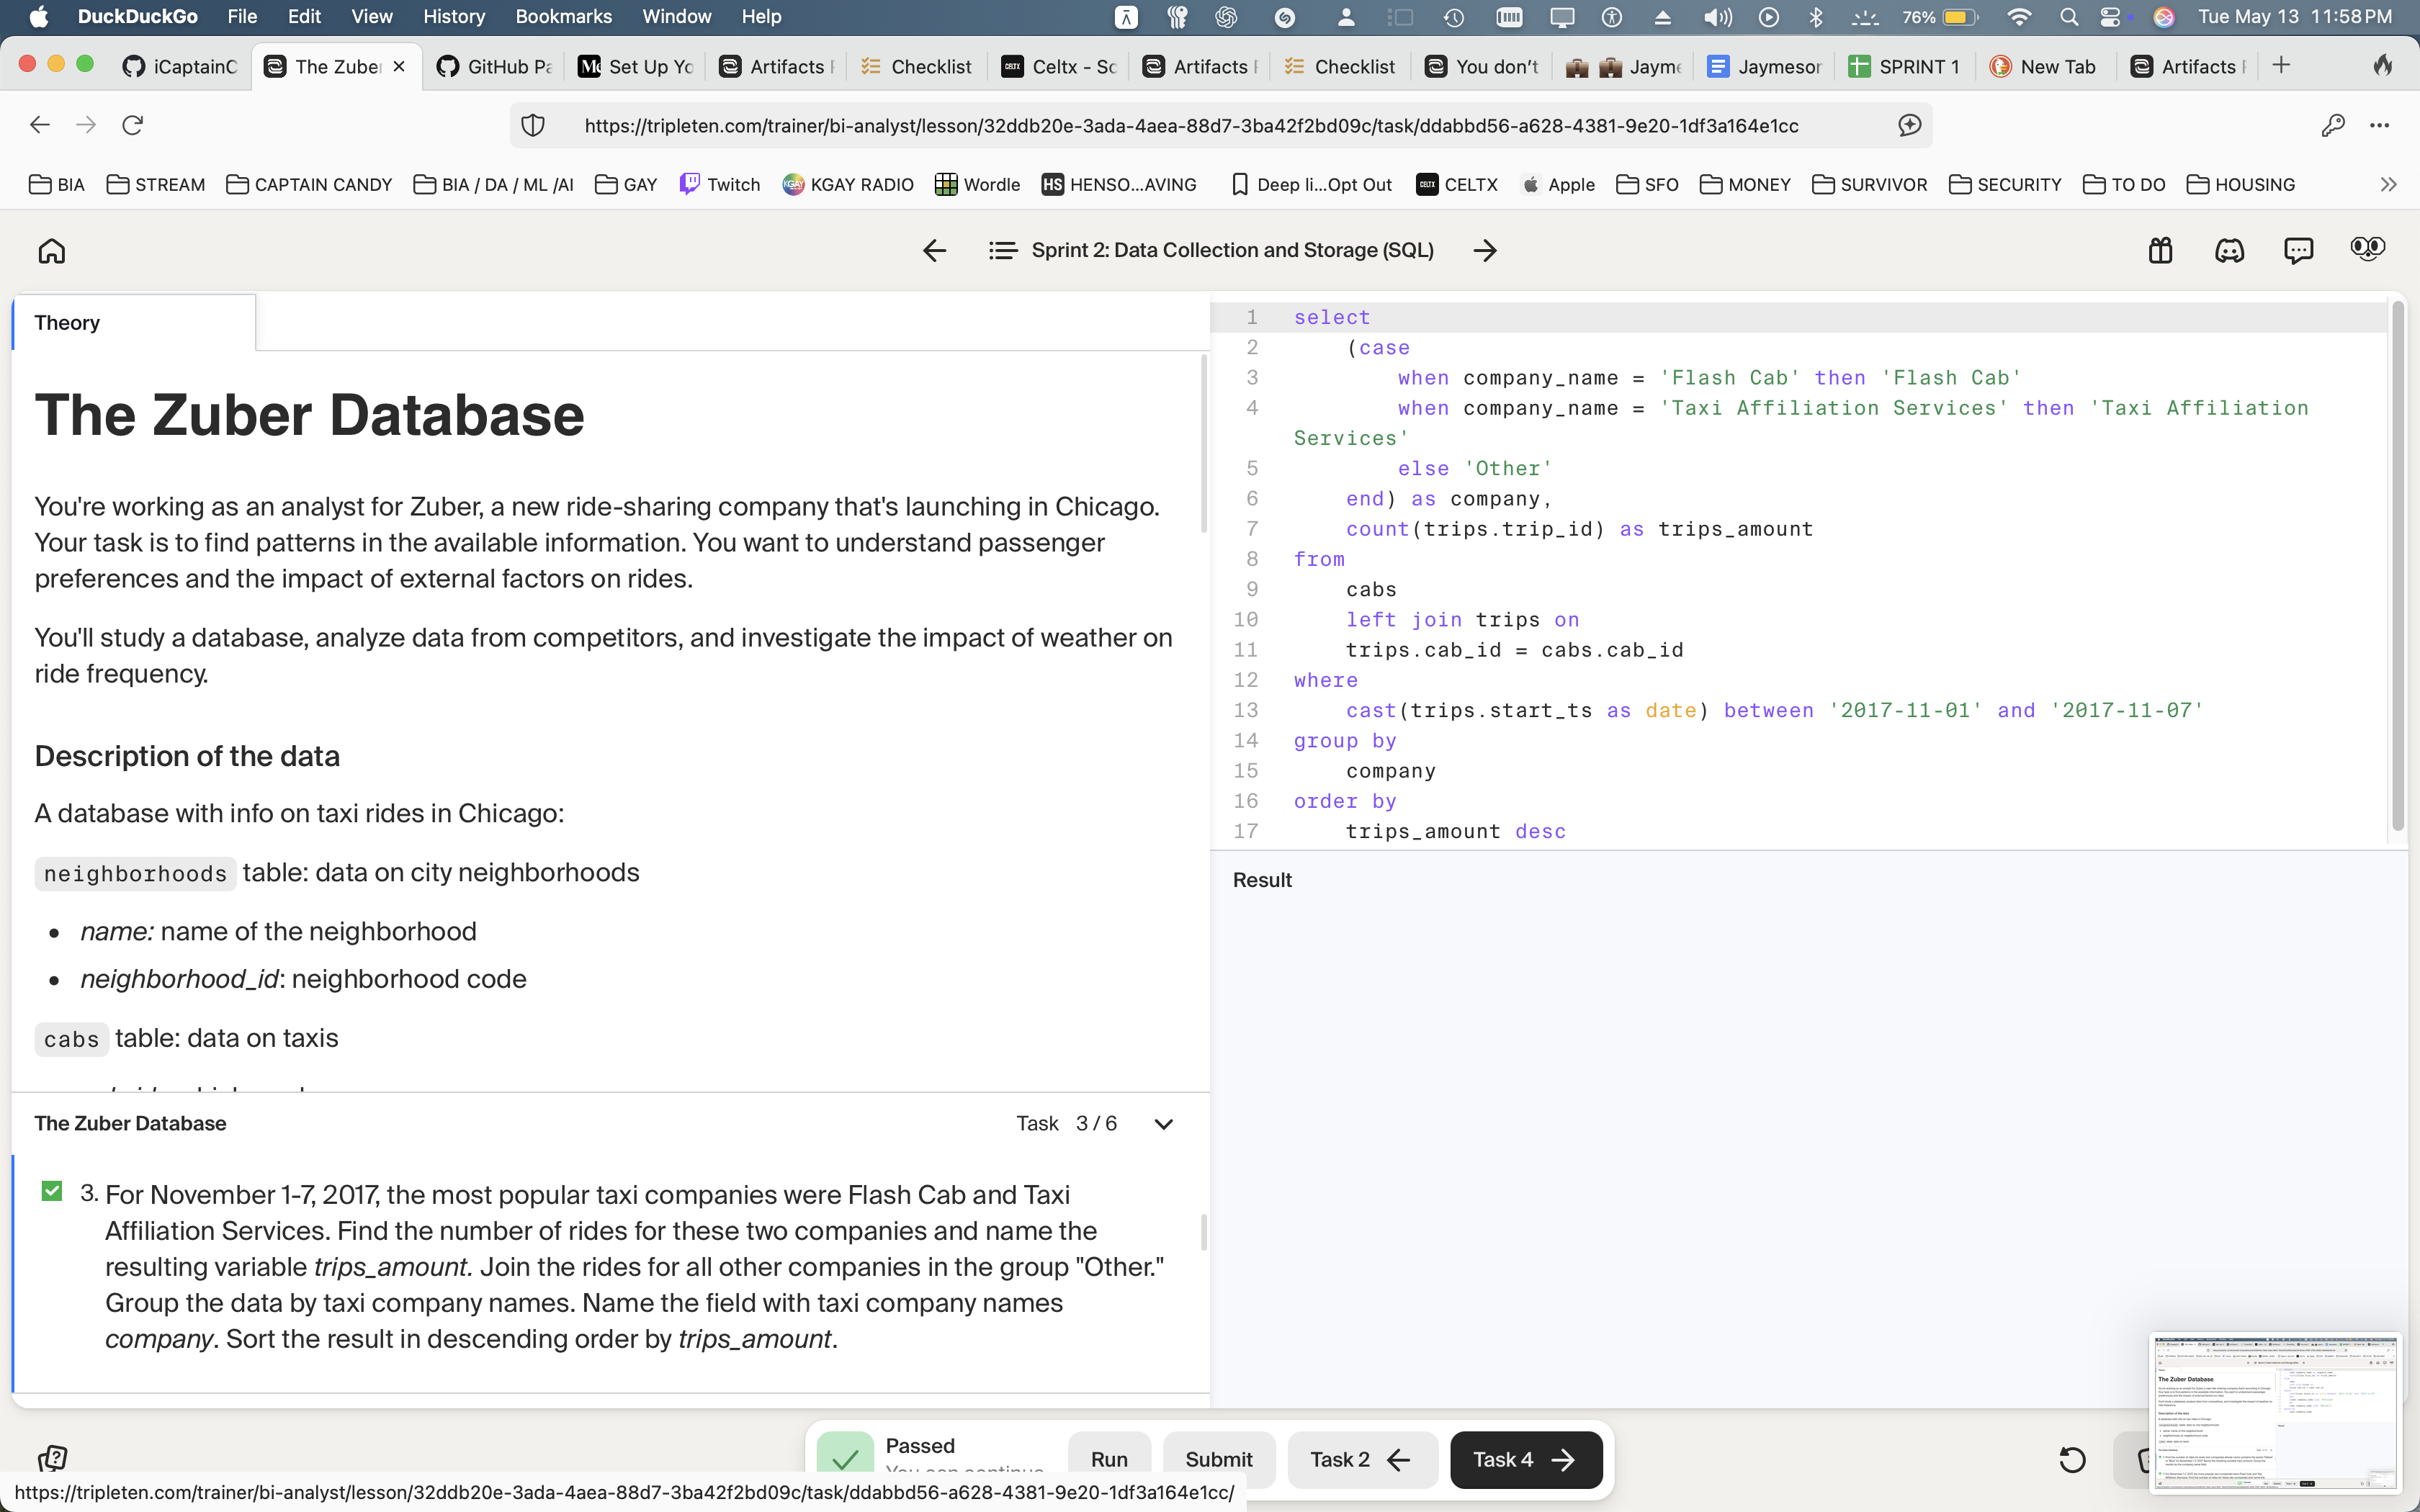 DuckDuckGo File Edit View History Bookmarks Window Help 76% Tue May 13 11:58 PM
iCaptainC The Zuber GitHub Pa Set Up Yo Artifacts Checklist Celtx - Sc Artifacts Checklist You don't Jayme Jaymesor SPRINT 1 New Tab Artifacts
https://tripleten.com/trainer/bi-analyst/lesson/32ddb20e-3ada-4aea-88d7-3ba42f2bd09c/task/ddabbd56-a628-4381-9e20-1df3a164e1cc
BIA STREAM CAPTAIN CANDY BIA / DA / ML /AI GAY Twitch KGAY RADIO Wordle HS HENSO...AVING Deep li...Opt Out CELTX Apple SFO MONEY SURVIVOR SECURITY TO DO HOUSING
Sprint 2: Data Collection and Storage (SQL)
Theory
The Zuber Database
You're working as an analyst for Zuber, a new ride-sharing company that's launching in Chicago.
Your task is to find patterns in the available information. You want to understand passenger
preferences and the impact of external factors on rides.
You'll study a database, analyze data from competitors, and investigate the impact of weather on
ride frequency.
Description of the data
A database with info on taxi rides in Chicago:
neighborhoods table: data on city neighborhoods
• name: name of the neighborhood
• neighborhood_id: neighborhood code
cabs table: data on taxis
The Zuber Database Task 3 / 6
3. For November 1-7, 2017, the most popular taxi companies were Flash Cab and Taxi
Affiliation Services. Find the number of rides for these two companies and name the
resulting variable trips_amount. Join the rides for all other companies in the group "Other."
Group the data by taxi company names. Name the field with taxi company names
company. Sort the result in descending order by trips_amount.
1 select
2 (case
3 when company_name = 'Flash Cab' then 'Flash Cab'
4 when company_name = 'Taxi Affiliation Services' then 'Taxi Affiliation
Services'
5 else 'Other'
6 end) as company,
7 count(trips.trip_id) as trips_amount
8 from
9 cabs
10 left join trips on
11 trips.cab_id = cabs.cab_id
12 where
13 cast(trips.start_ts as date) between '2017-11-01' and '2017-11-07'
14 group by
15 company
16 order by
17 trips_amount desc
Result
Passed
You can continue
Run Submit Task 2 Task 4
https://tripleten.com/trainer/bi-analyst/lesson/32ddb20e-3ada-4aea-88d7-3ba42f2bd09c/task/ddabbd56-a628-4381-9e20-1df3a164e1cc/
The Zuber Database